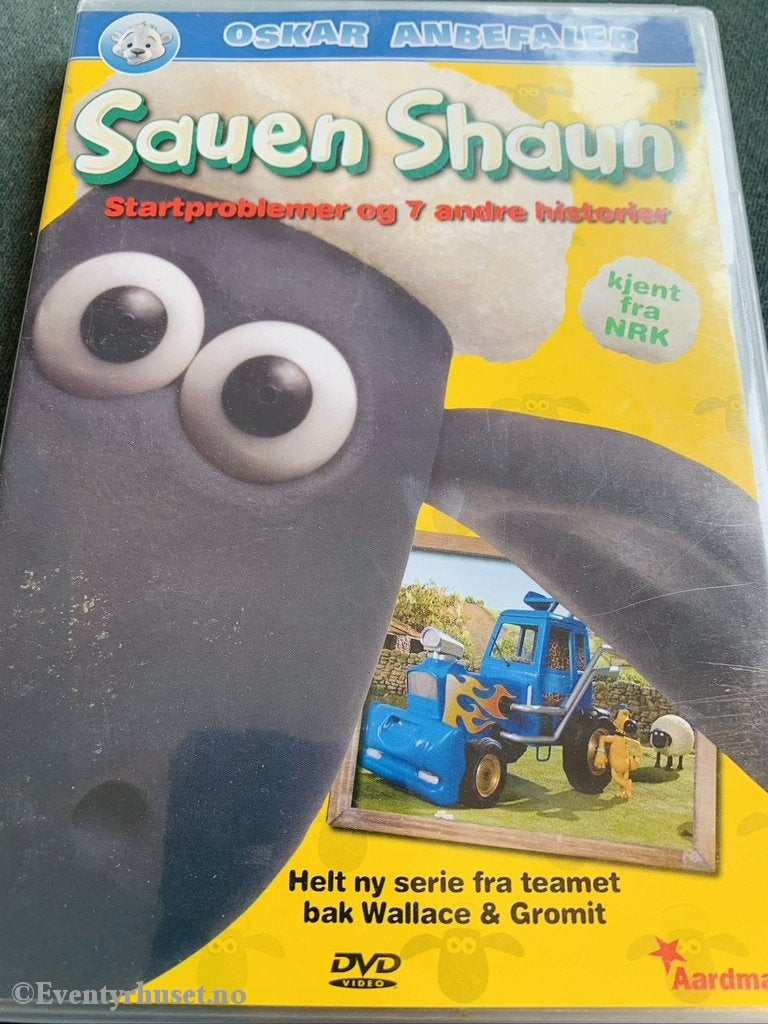 OSKAR ANBEFALER
Sauen Shaun™
Startproblemer og 7 andre historier
kjent
fra
NRK
Helt ny serie fra teamet
bak Wallace & Gromit
DVD
VIDEO
Aardma
©Eventyrhuset.no